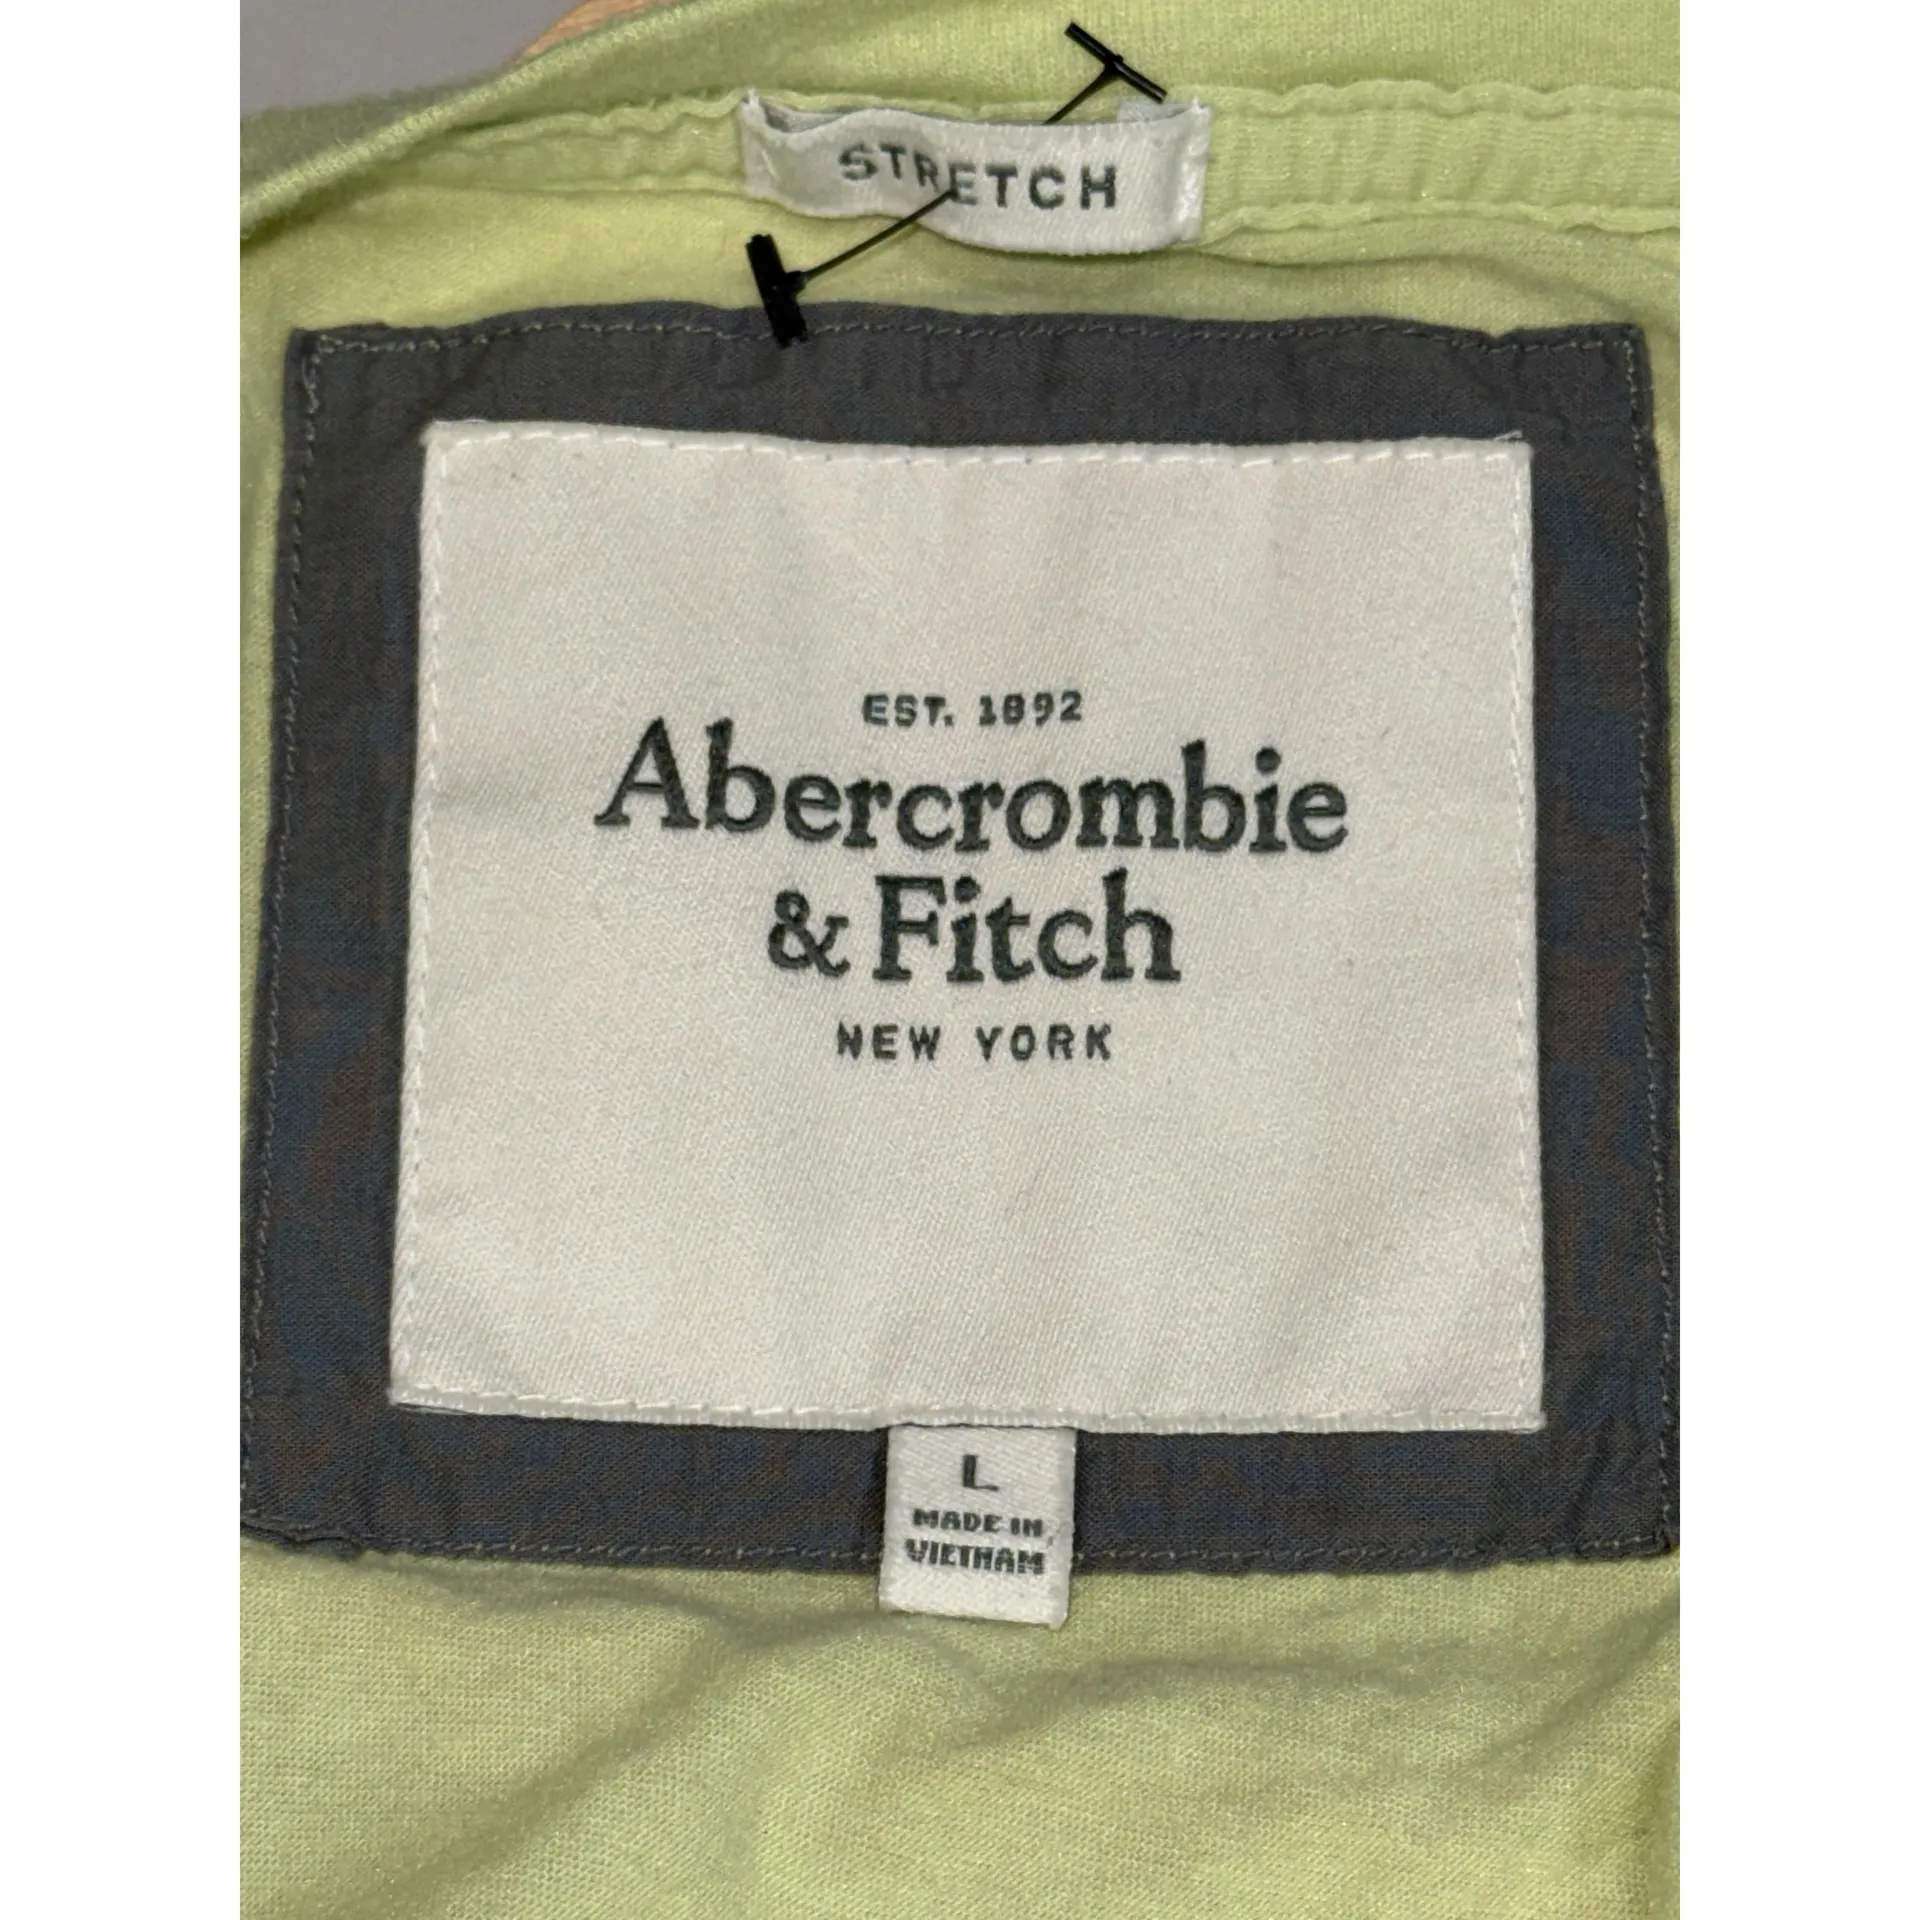 STRETCH
EST. 1892
Abercrombie
& Fitch
NEW YORK
L
MADE IN
VIETNAM